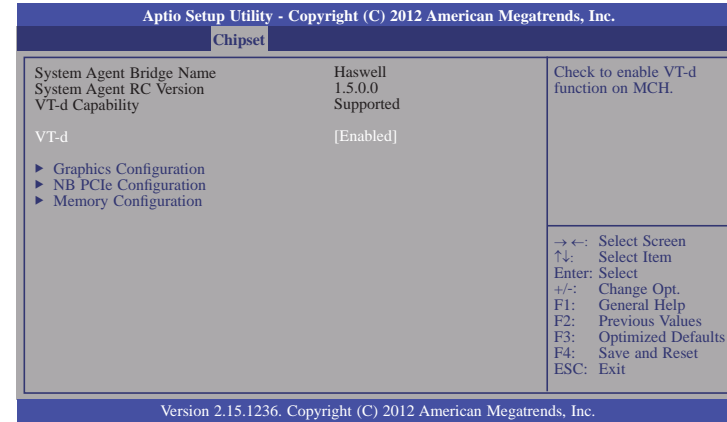 Aptio Setup Utility - Copyright (C) 2012 American Megatrends, Inc.
Chipset
System Agent Bridge Name Haswell
System Agent RC Version 1.5.0.0
VT-d Capability Supported
VT-d [Enabled]
▶ Graphics Configuration
▶ NB PCIe Configuration
▶ Memory Configuration
Check to enable VT-d
function on MCH.
→←: Select Screen
↑↓: Select Item
Enter: Select
+/-: Change Opt.
F1: General Help
F2: Previous Values
F3: Optimized Defaults
F4: Save and Reset
ESC: Exit
Version 2.15.1236. Copyright (C) 2012 American Megatrends, Inc.